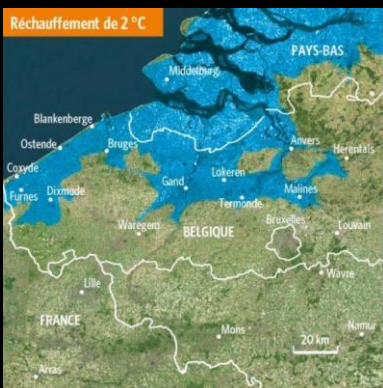 Réchauffement de 2 °C
PAYS-BAS
Middelburg
Blankenberge
Bruges
Anvers
Ostende
Herentals
Coxyde
Lokeren
Gand
Furnes
Dixmude
Malines
Termonde
Bruxelles
Louvain
Waregem
BELGIQUE
Wavre
Lille
FRANCE
Mons
20 km
Namur
Arras